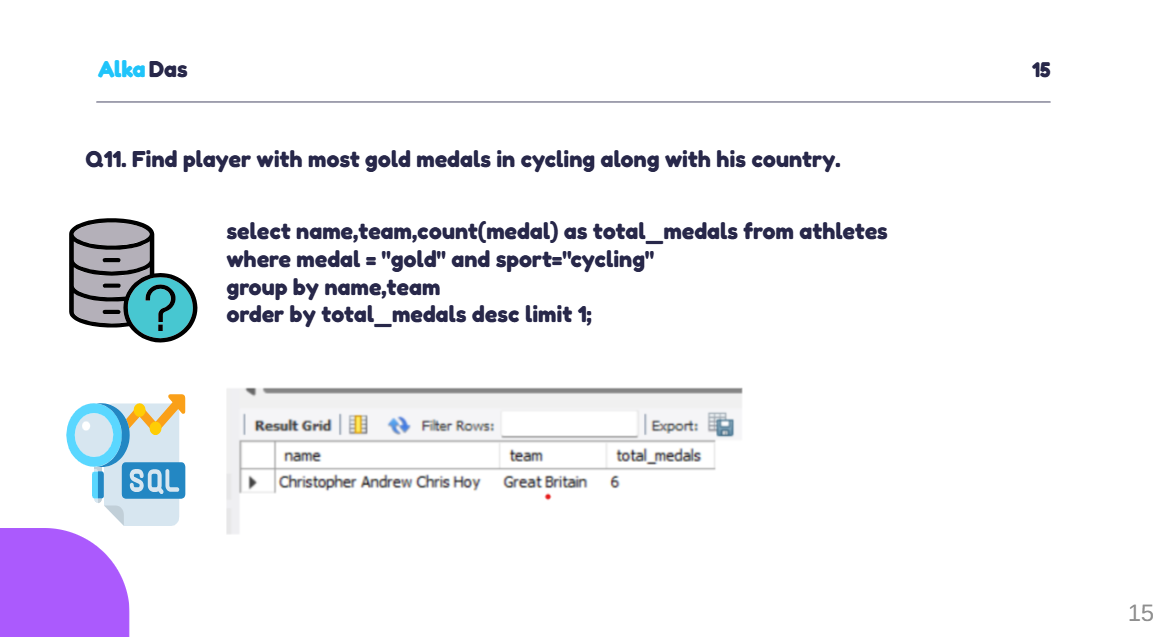 Alka Das
15
Q11. Find player with most gold medals in cycling along with his country.
select name,team,count(medal) as total_medals from athletes
where medal = "gold" and sport="cycling"
group by name,team
order by total_medals desc limit 1;
SQL
Result Grid Filter Rows: Export:
name team total_medals
Christopher Andrew Chris Hoy Great Britain 6
15